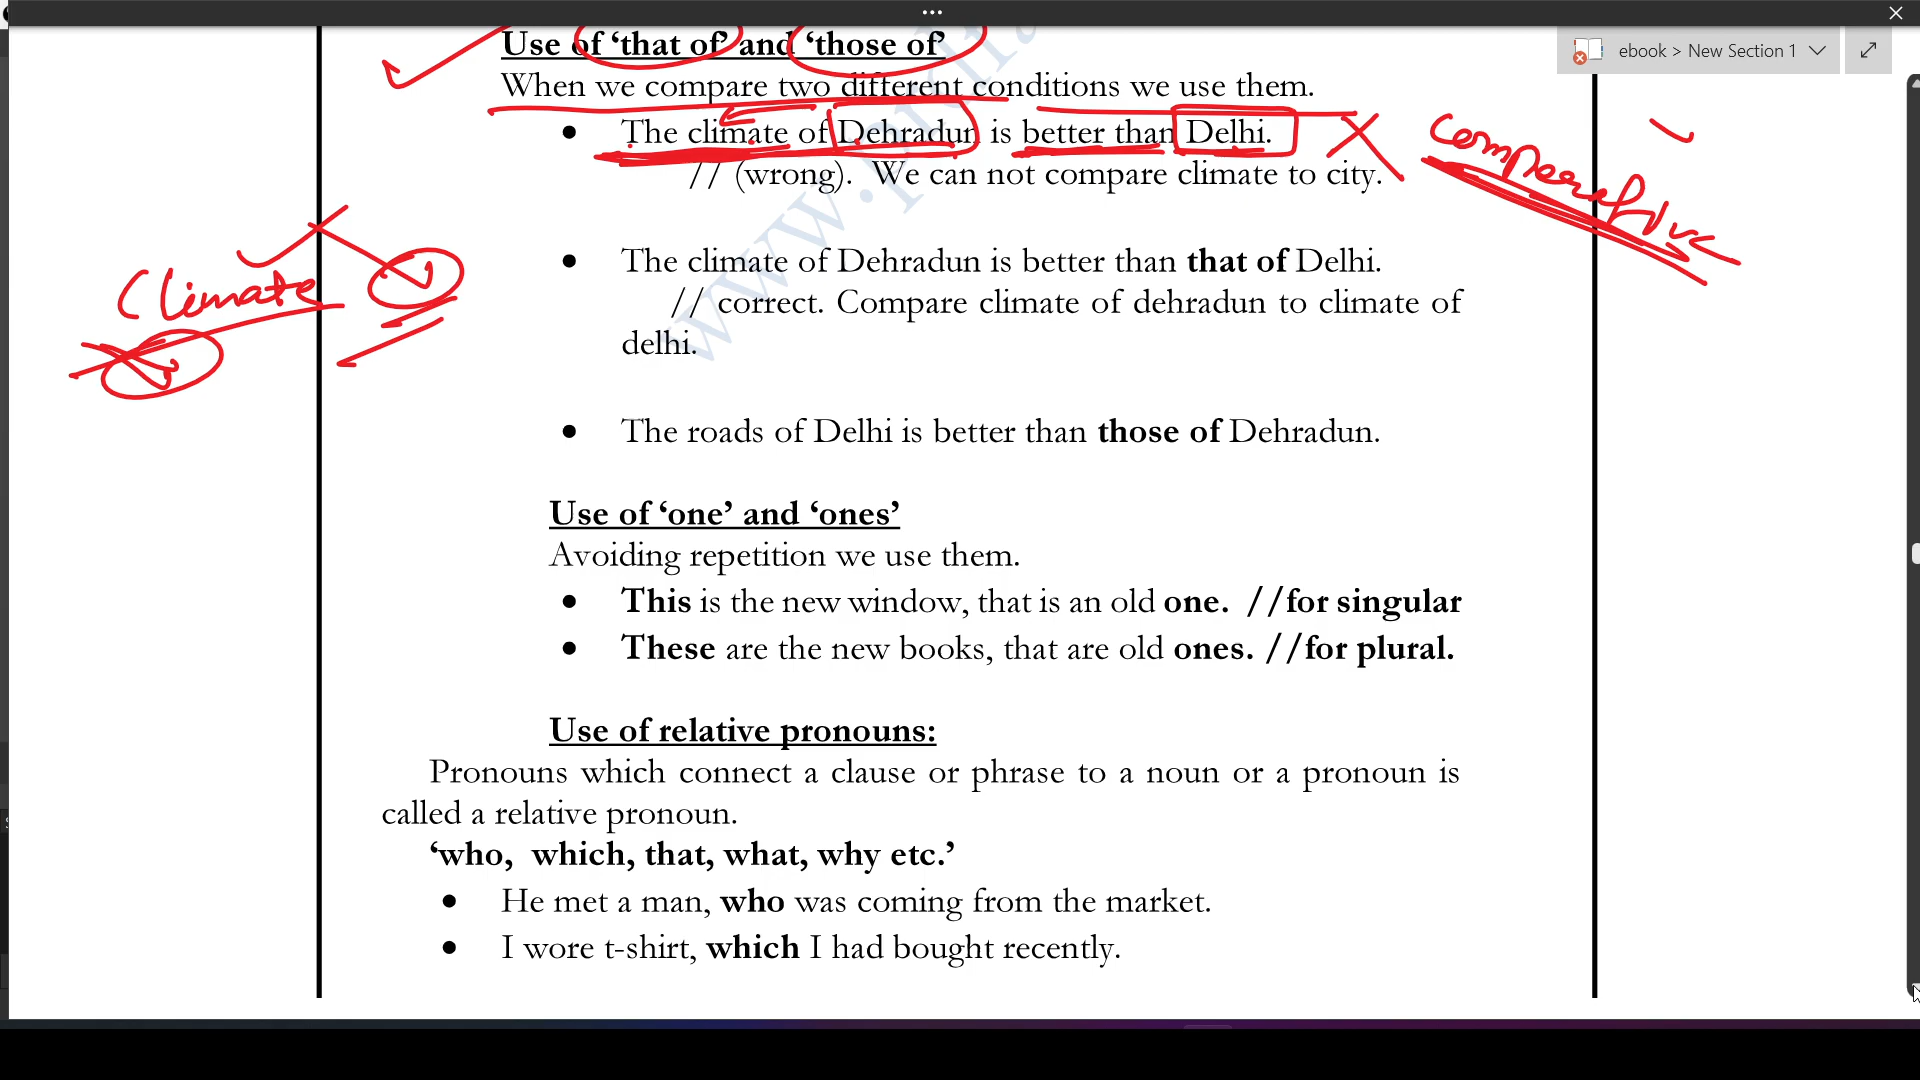 ebook > New Section 1
Use of ‘that of’ and ‘those of’
When we compare two different conditions we use them.
• The climate of Dehradun is better than Delhi.
// (wrong). We can not compare climate to city.
comparative
• The climate of Dehradun is better than that of Delhi.
// correct. Compare climate of dehradun to climate of
delhi.
Climate
• The roads of Delhi is better than those of Dehradun.
Use of ‘one’ and ‘ones’
Avoiding repetition we use them.
• This is the new window, that is an old one. //for singular
• These are the new books, that are old ones. //for plural.
Use of relative pronouns:
Pronouns which connect a clause or phrase to a noun or a pronoun is
called a relative pronoun.
‘who, which, that, what, why etc.’
• He met a man, who was coming from the market.
• I wore t-shirt, which I had bought recently.